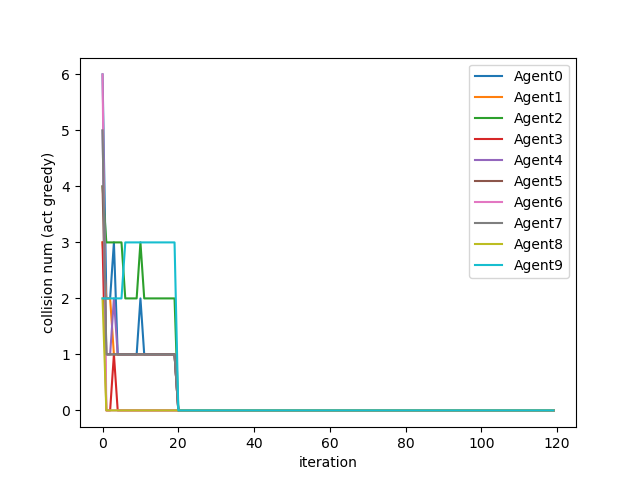 collision num (act greedy)
6
5
4
3
2
1
0
Agent0
Agent1
Agent2
Agent3
Agent4
Agent5
Agent6
Agent7
Agent8
Agent9
0 20 40 60 80 100 120
iteration